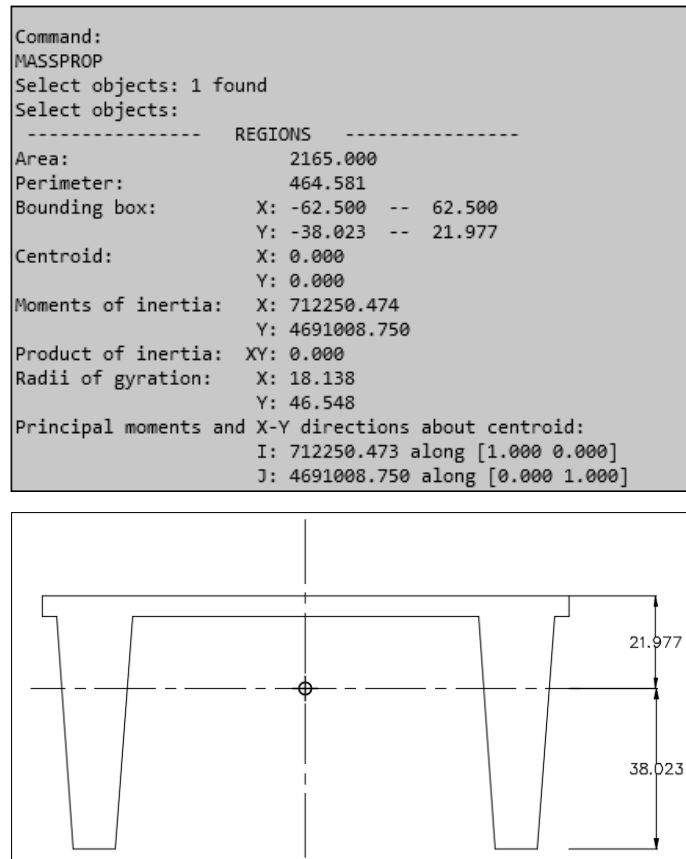 Command:
MASSPROP
Select objects: 1 found
Select objects:
---------------- REGIONS ----------------
Area: 2165.000
Perimeter: 464.581
Bounding box: X: -62.500 -- 62.500
Y: -38.023 -- 21.977
Centroid: X: 0.000
Y: 0.000
Moments of inertia: X: 712250.474
Y: 4691008.750
Product of inertia: XY: 0.000
Radii of gyration: X: 18.138
Y: 46.548
Principal moments and X-Y directions about centroid:
I: 712250.473 along [1.000 0.000]
J: 4691008.750 along [0.000 1.000]
21.977
38.023